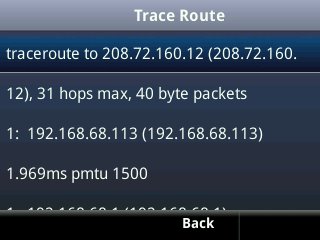 Trace Route
traceroute to 208.72.160.12 (208.72.160.
12), 31 hops max, 40 byte packets
1:  192.168.68.113 (192.168.68.113)
1.969ms pmtu 1500
Back